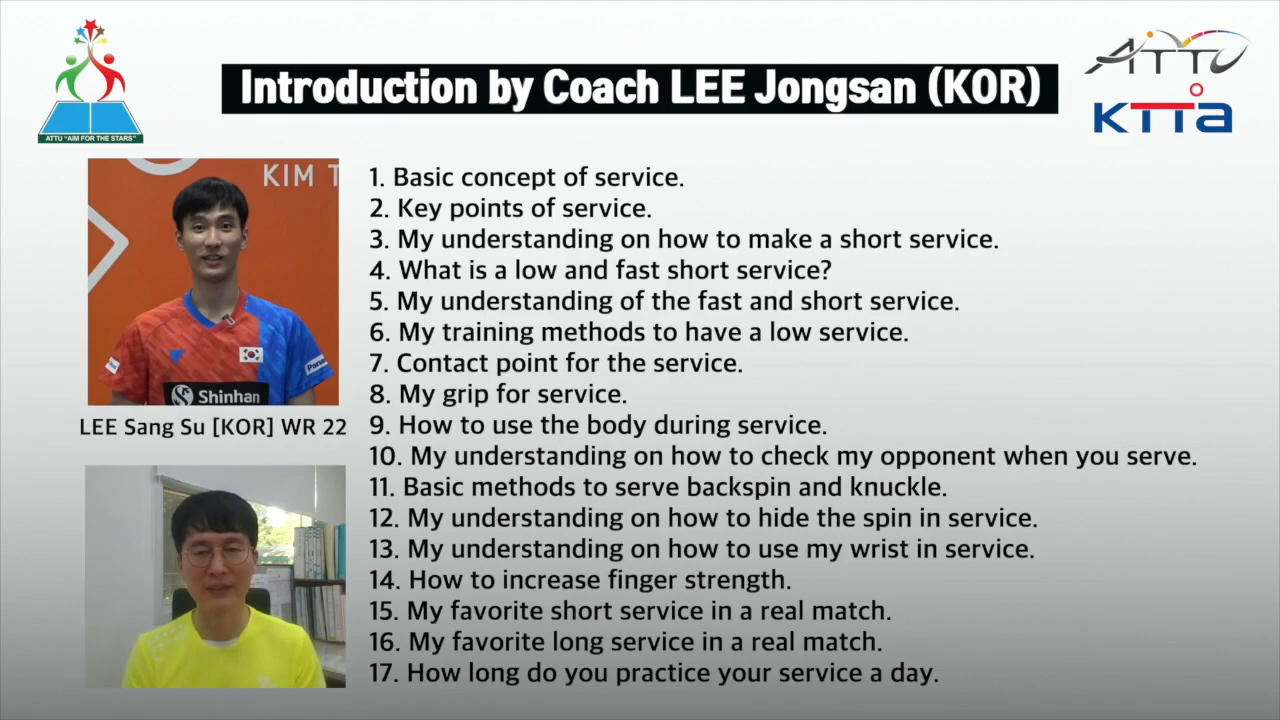 Introduction by Coach LEE Jongsan (KOR)
ATTU "AIM FOR THE STARS"
ATTU
KTTa
KIM T
Shinhan
Pana
LEE Sang Su [KOR] WR 22
1. Basic concept of service.
2. Key points of service.
3. My understanding on how to make a short service.
4. What is a low and fast short service?
5. My understanding of the fast and short service.
6. My training methods to have a low service.
7. Contact point for the service.
8. My grip for service.
9. How to use the body during service.
10. My understanding on how to check my opponent when you serve.
11. Basic methods to serve backspin and knuckle.
12. My understanding on how to hide the spin in service.
13. My understanding on how to use my wrist in service.
14. How to increase finger strength.
15. My favorite short service in a real match.
16. My favorite long service in a real match.
17. How long do you practice your service a day.